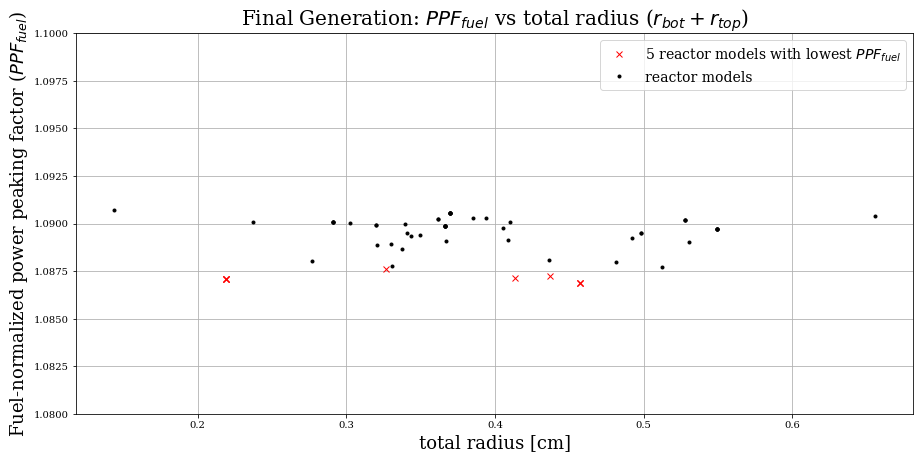 Final Generation: PPF_fuel vs total radius (r_bot + r_top)
5 reactor models with lowest PPF_fuel
reactor models
Fuel-normalized power peaking factor (PPF_fuel)
1.1000
1.0975
1.0950
1.0925
1.0900
1.0875
1.0850
1.0825
1.0800
0.2 0.3 0.4 0.5 0.6
total radius [cm]